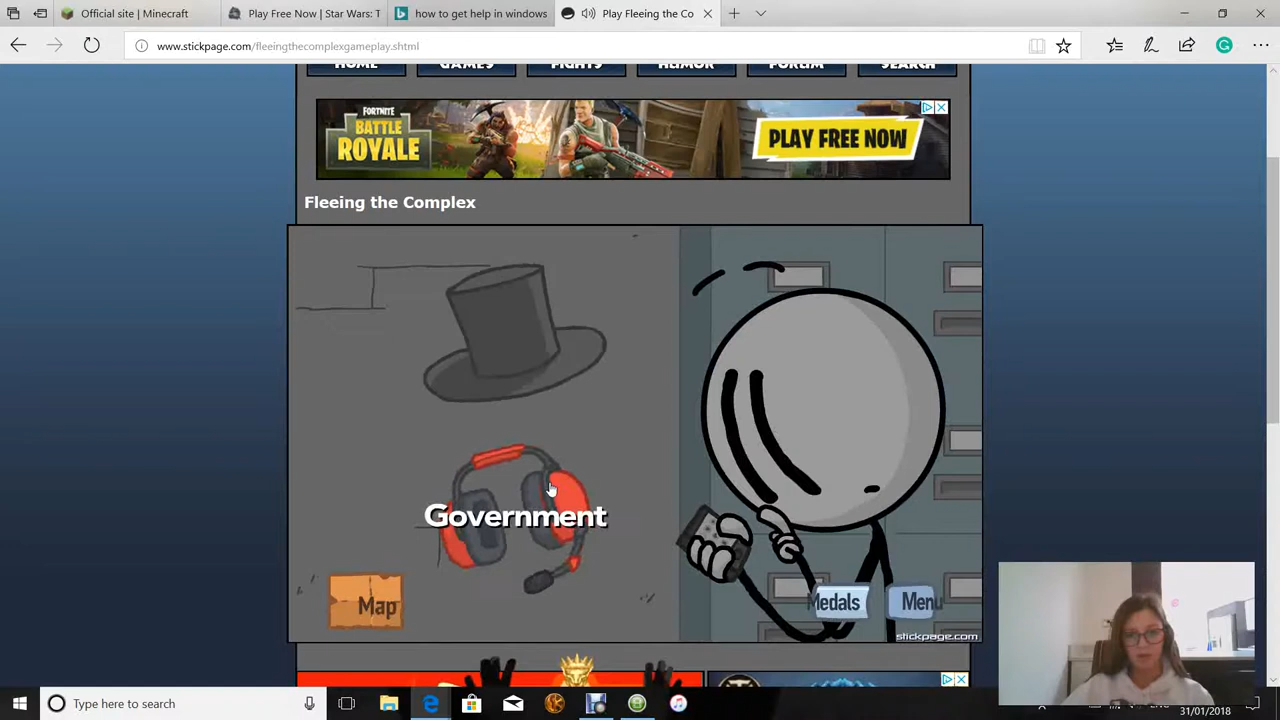 Official site | Minecraft
Play Free Now | Star Wars: T
how to get help in windows
Play Fleeing the Co
www.stickpage.com/fleeingthecomplexgameplay.shtml
HOME
GAMES
FIGHTS
HUMOR
FORUM
SEARCH
FORTNITE
BATTLE
ROYALE
PLAY FREE NOW
Fleeing the Complex
Government
Map
Medals
Menu
stickpage.com
Type here to search
31/01/2018